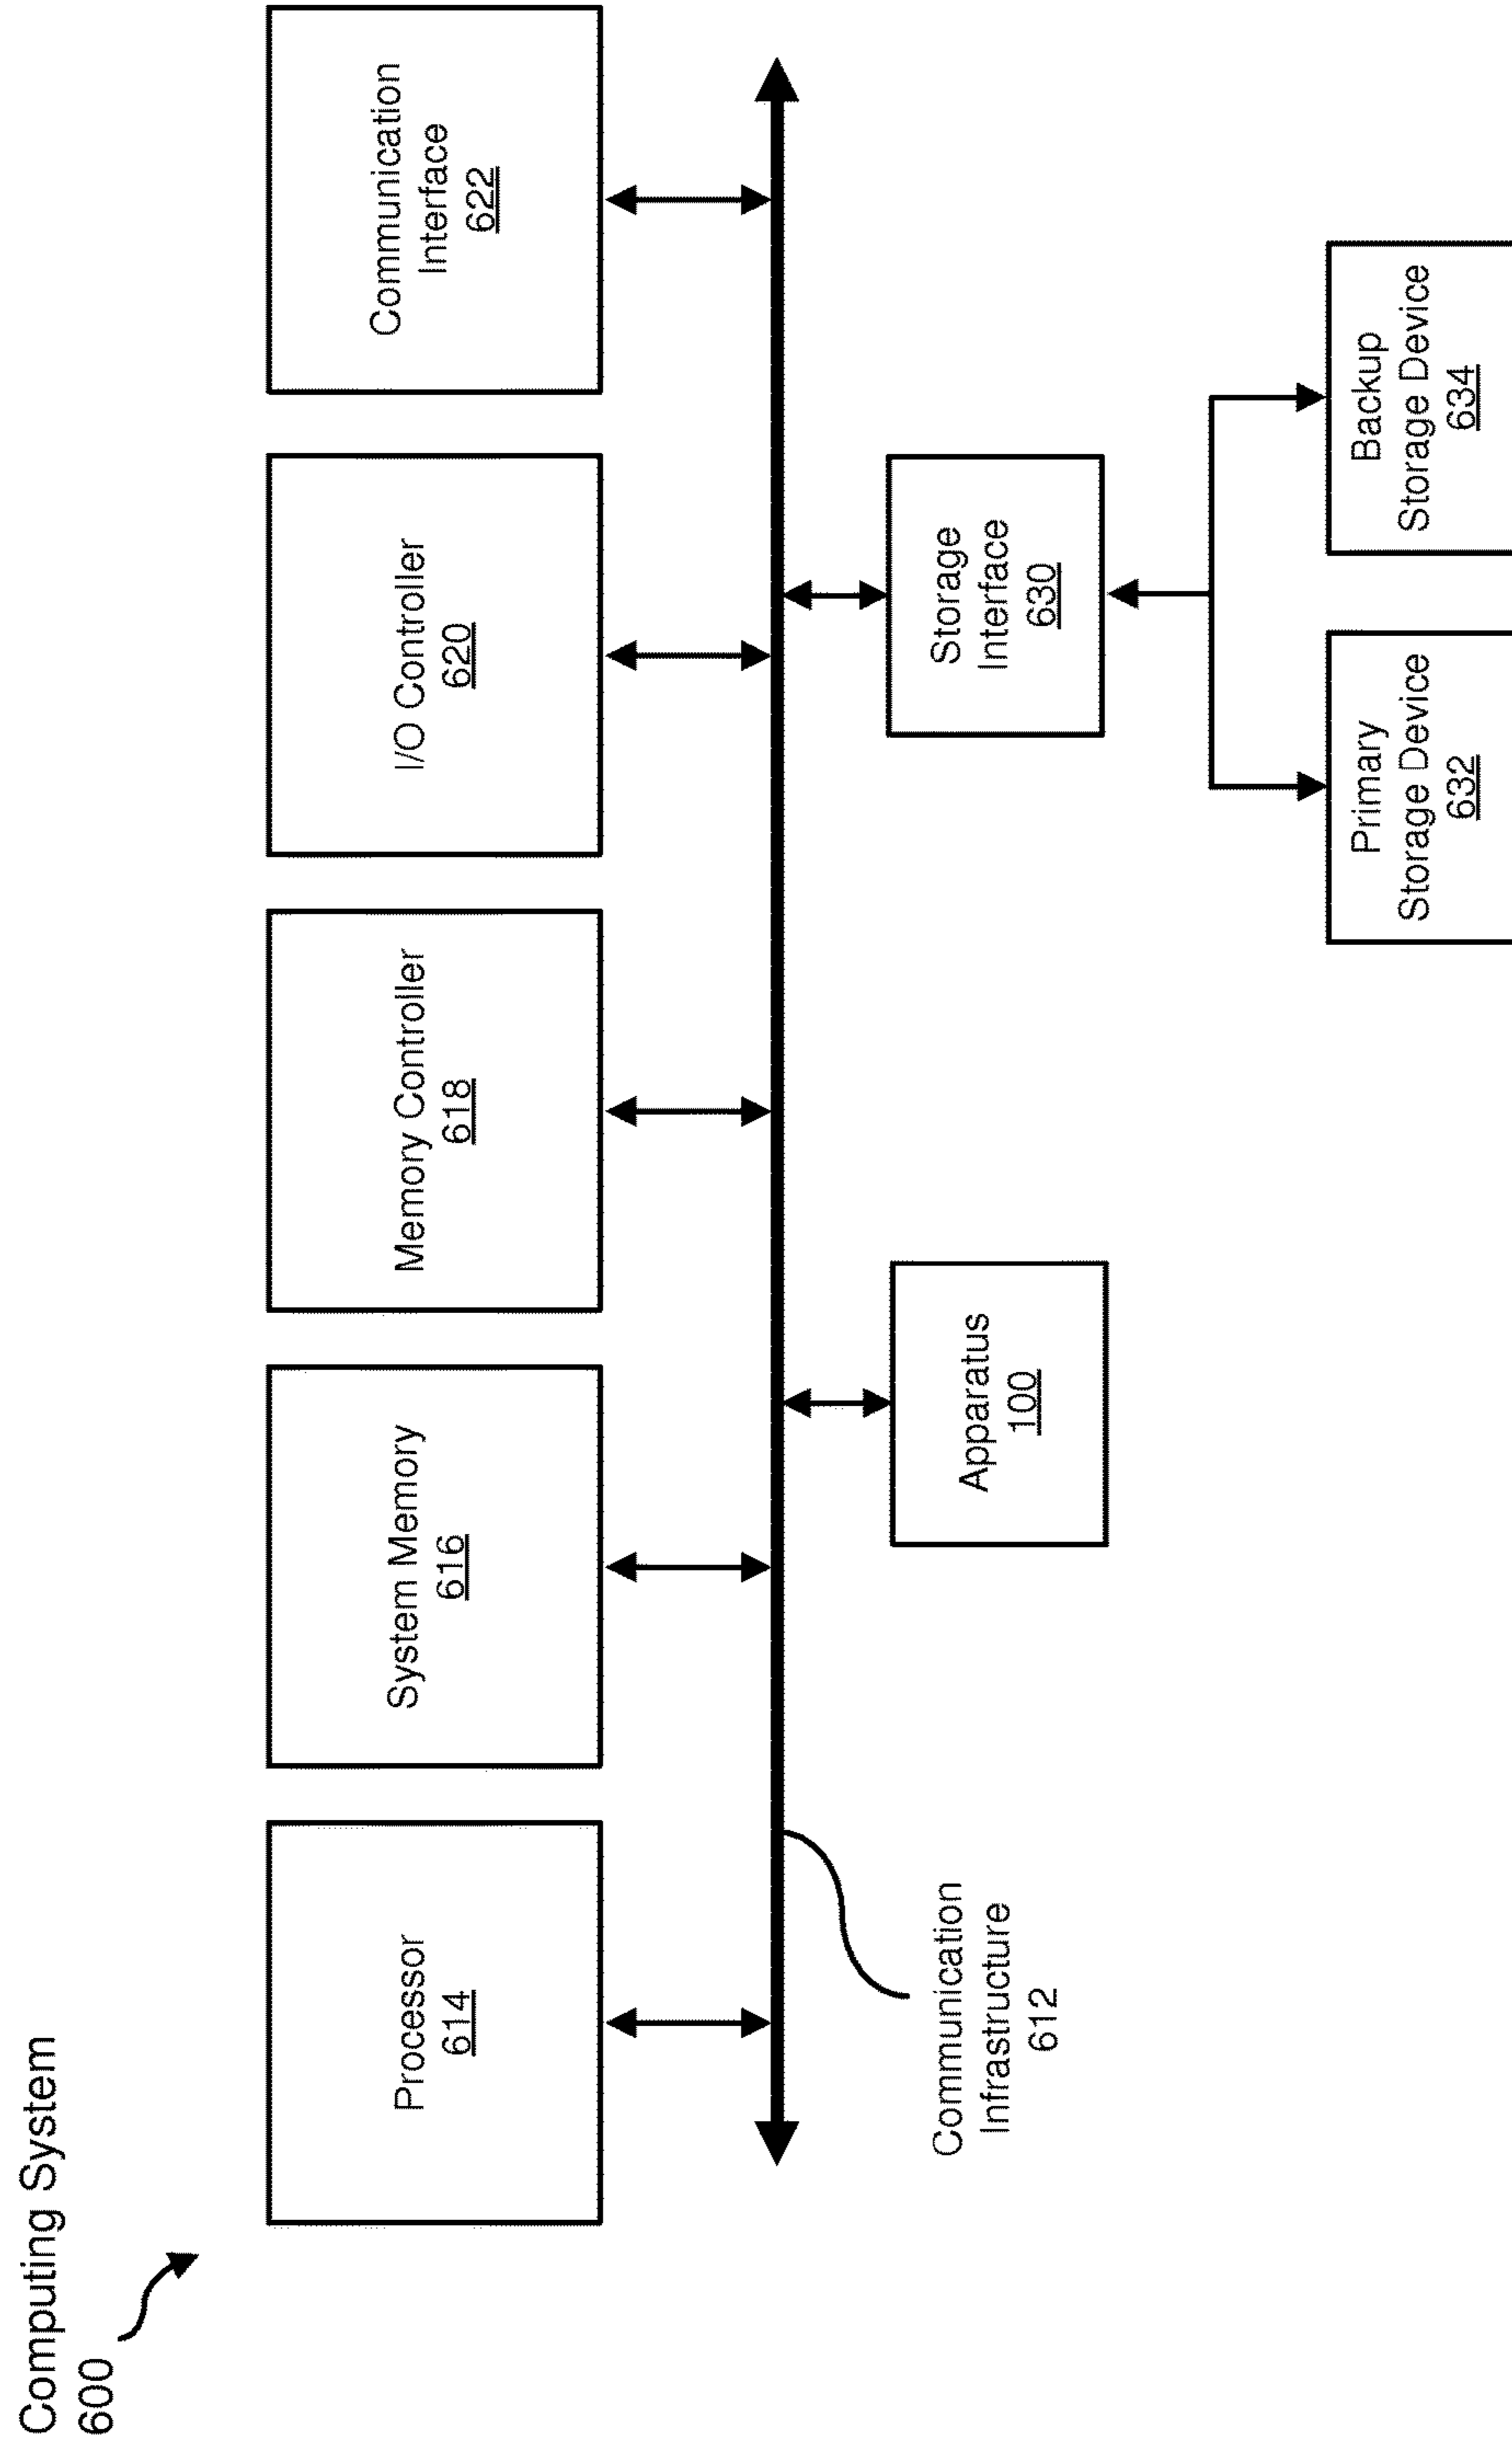 Computing System
600
Processor
614
System Memory
616
Memory Controller
618
I/O Controller
620
Communication
Interface
622
Communication
Infrastructure
612
Apparatus
100
Storage
Interface
630
Primary
Storage Device
632
Backup
Storage Device
634